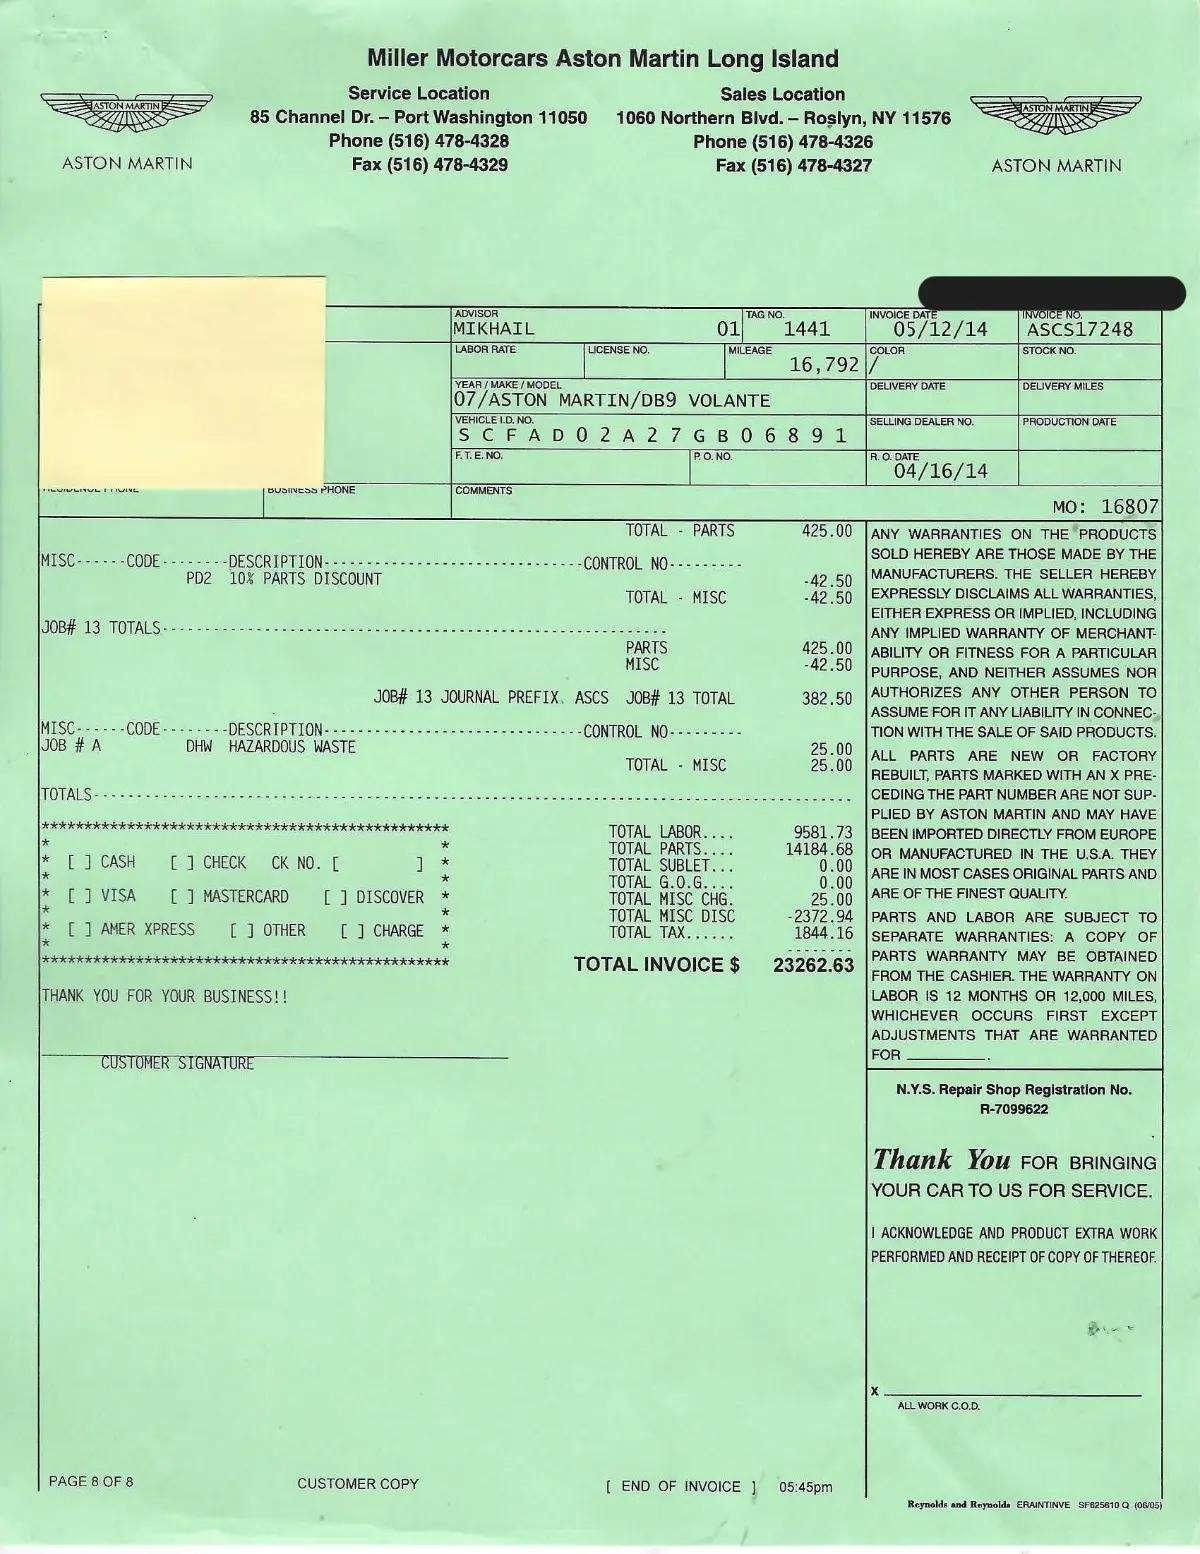 Miller Motorcars Aston Martin Long Island
Service Location
85 Channel Dr. – Port Washington 11050
Phone (516) 478-4328
Fax (516) 478-4329
Sales Location
1060 Northern Blvd. – Roslyn, NY 11576
Phone (516) 478-4326
Fax (516) 478-4327
ASTON MARTIN
ASTON MARTIN
ASTON MARTIN
ASTON MARTIN
ADVISOR TAG NO. INVOICE DATE INVOICE NO.
MIKHAIL 01 1441 05/12/14 ASCS17248
LABOR RATE LICENSE NO. MILEAGE COLOR STOCK NO.
16,792 /
YEAR / MAKE / MODEL DELIVERY DATE DELIVERY MILES
07/ASTON MARTIN/DB9 VOLANTE
VEHICLE I.D. NO. SELLING DEALER NO. PRODUCTION DATE
S C F A D 0 2 A 2 7 G B 0 6 8 9 1
F. T. E. NO. P. O. NO. R. O. DATE
04/16/14
RESIDENCE PHONE BUSINESS PHONE COMMENTS
MO: 16807
TOTAL - PARTS 425.00
MISC------CODE--------DESCRIPTION-------------------------------CONTROL NO---------
PD2 10% PARTS DISCOUNT -42.50
TOTAL - MISC -42.50
JOB# 13 TOTALS------------------------------------------------------------
PARTS 425.00
MISC -42.50
JOB# 13 JOURNAL PREFIX ASCS JOB# 13 TOTAL 382.50
MISC------CODE--------DESCRIPTION-------------------------------CONTROL NO---------
JOB # A DHW HAZARDOUS WASTE 25.00
TOTAL - MISC 25.00
TOTALS------------------------------------------------------------------------------------------
************************************************
* *
* [ ] CASH [ ] CHECK CK NO. [ ] *
* *
* [ ] VISA [ ] MASTERCARD [ ] DISCOVER *
* *
* [ ] AMER XPRESS [ ] OTHER [ ] CHARGE *
* *
************************************************
TOTAL LABOR.... 9581.73
TOTAL PARTS.... 14184.68
TOTAL SUBLET... 0.00
TOTAL G.O.G.... 0.00
TOTAL MISC CHG. 25.00
TOTAL MISC DISC -2372.94
TOTAL TAX...... 1844.16
--------
TOTAL INVOICE $ 23262.63
THANK YOU FOR YOUR BUSINESS!!
CUSTOMER SIGNATURE
ANY WARRANTIES ON THE PRODUCTS
SOLD HEREBY ARE THOSE MADE BY THE
MANUFACTURERS. THE SELLER HEREBY
EXPRESSLY DISCLAIMS ALL WARRANTIES,
EITHER EXPRESS OR IMPLIED, INCLUDING
ANY IMPLIED WARRANTY OF MERCHANT-
ABILITY OR FITNESS FOR A PARTICULAR
PURPOSE, AND NEITHER ASSUMES NOR
AUTHORIZES ANY OTHER PERSON TO
ASSUME FOR IT ANY LIABILITY IN CONNEC-
TION WITH THE SALE OF SAID PRODUCTS.
ALL PARTS ARE NEW OR FACTORY
REBUILT, PARTS MARKED WITH AN X PRE-
CEDING THE PART NUMBER ARE NOT SUP-
PLIED BY ASTON MARTIN AND MAY HAVE
BEEN IMPORTED DIRECTLY FROM EUROPE
OR MANUFACTURED IN THE U.S.A. THEY
ARE IN MOST CASES ORIGINAL PARTS AND
ARE OF THE FINEST QUALITY.
PARTS AND LABOR ARE SUBJECT TO
SEPARATE WARRANTIES: A COPY OF
PARTS WARRANTY MAY BE OBTAINED
FROM THE CASHIER. THE WARRANTY ON
LABOR IS 12 MONTHS OR 12,000 MILES,
WHICHEVER OCCURS FIRST EXCEPT
ADJUSTMENTS THAT ARE WARRANTED
FOR ________.
N.Y.S. Repair Shop Registration No.
R-7099622
Thank You FOR BRINGING
YOUR CAR TO US FOR SERVICE.
I ACKNOWLEDGE AND PRODUCT EXTRA WORK
PERFORMED AND RECEIPT OF COPY OF THEREOF.
X
ALL WORK C.O.D.
PAGE 8 OF 8 CUSTOMER COPY [ END OF INVOICE ] 05:45pm
Reynolds and Reynolds ERAINTINVE SF625610 Q (06/05)